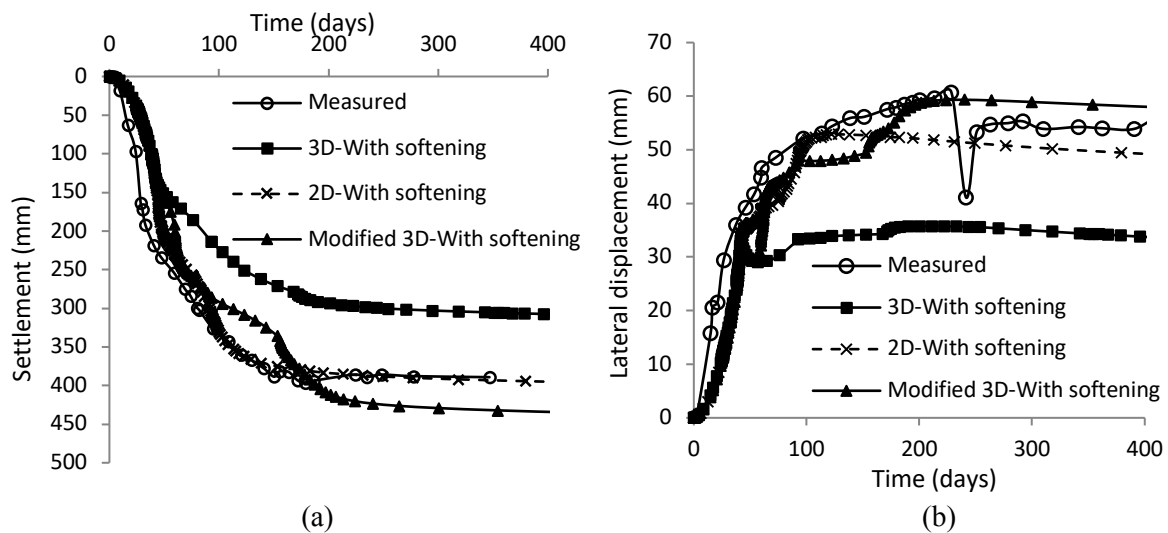 Time (days)
0 100 200 300 400
0
50
100
150
200
250
300
350
400
450
500
Settlement (mm)
Measured
3D-With softening
2D-With softening
Modified 3D-With softening
(a)
70
60
50
40
30
20
10
0
Lateral displacement (mm)
Measured
3D-With softening
2D-With softening
Modified 3D-With softening
0 100 200 300 400
Time (days)
(b)